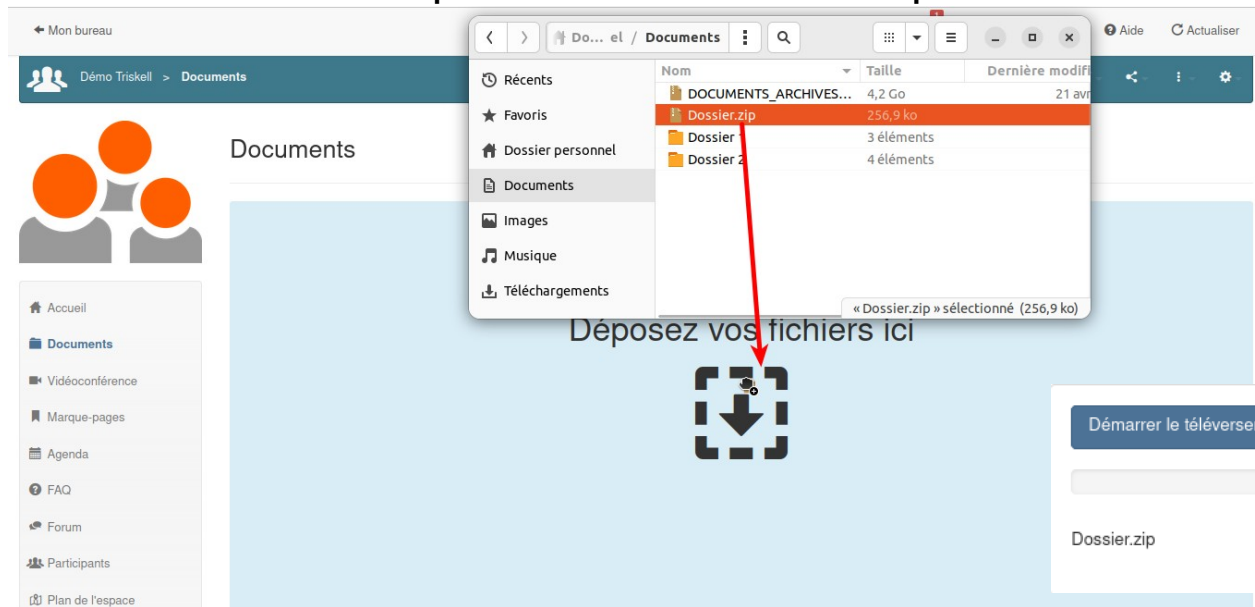 Mon bureau
Aide
Actualiser
Démo Triskell > Documents
Do... el / Documents
Récents
Favoris
Dossier personnel
Documents
Images
Musique
Téléchargements
Nom Taille Dernière modifi
DOCUMENTS_ARCHIVES... 4,2 Go 21 avr
Dossier.zip 256,9 ko
Dossier 1 3 éléments
Dossier 2 4 éléments
« Dossier.zip » sélectionné (256,9 ko)
Documents
Déposez vos fichiers ici
Accueil
Documents
Vidéoconférence
Marque-pages
Agenda
FAQ
Forum
Participants
Plan de l'espace
Démarrer le téléverse
Dossier.zip